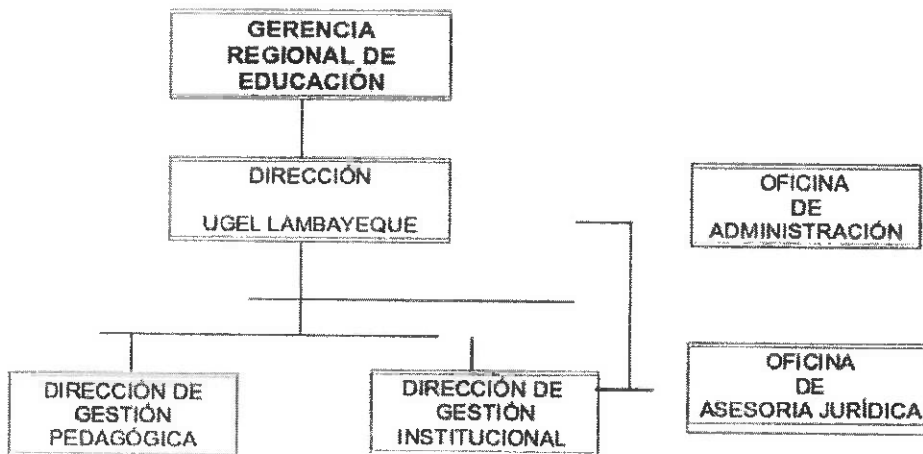 GERENCIA
REGIONAL DE
EDUCACIÓN
DIRECCIÓN
UGEL LAMBAYEQUE
OFICINA
DE
ADMINISTRACIÓN
DIRECCIÓN DE
GESTIÓN
PEDAGÓGICA
DIRECCIÓN DE
GESTIÓN
INSTITUCIONAL
OFICINA
DE
ASESORIA JURÍDICA